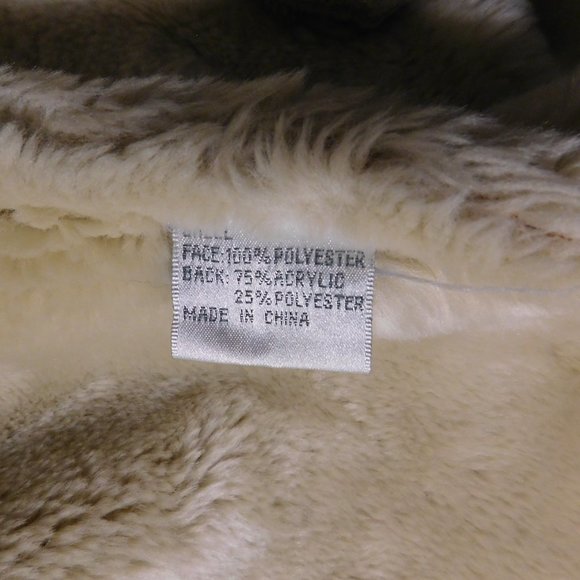 FACE: 100% POLYESTER
BACK: 75% ACRYLIC
25% POLYESTER
MADE IN CHINA